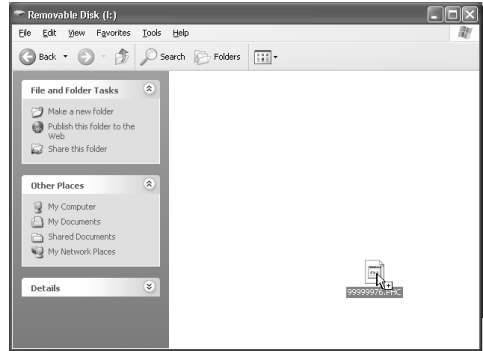 Removable Disk (I:)
File Edit View Favorites Tools Help
Back Search Folders
File and Folder Tasks
Make a new folder
Publish this folder to the
Web
Share this folder
Other Places
My Computer
My Documents
Shared Documents
My Network Places
Details
99999976.PHC